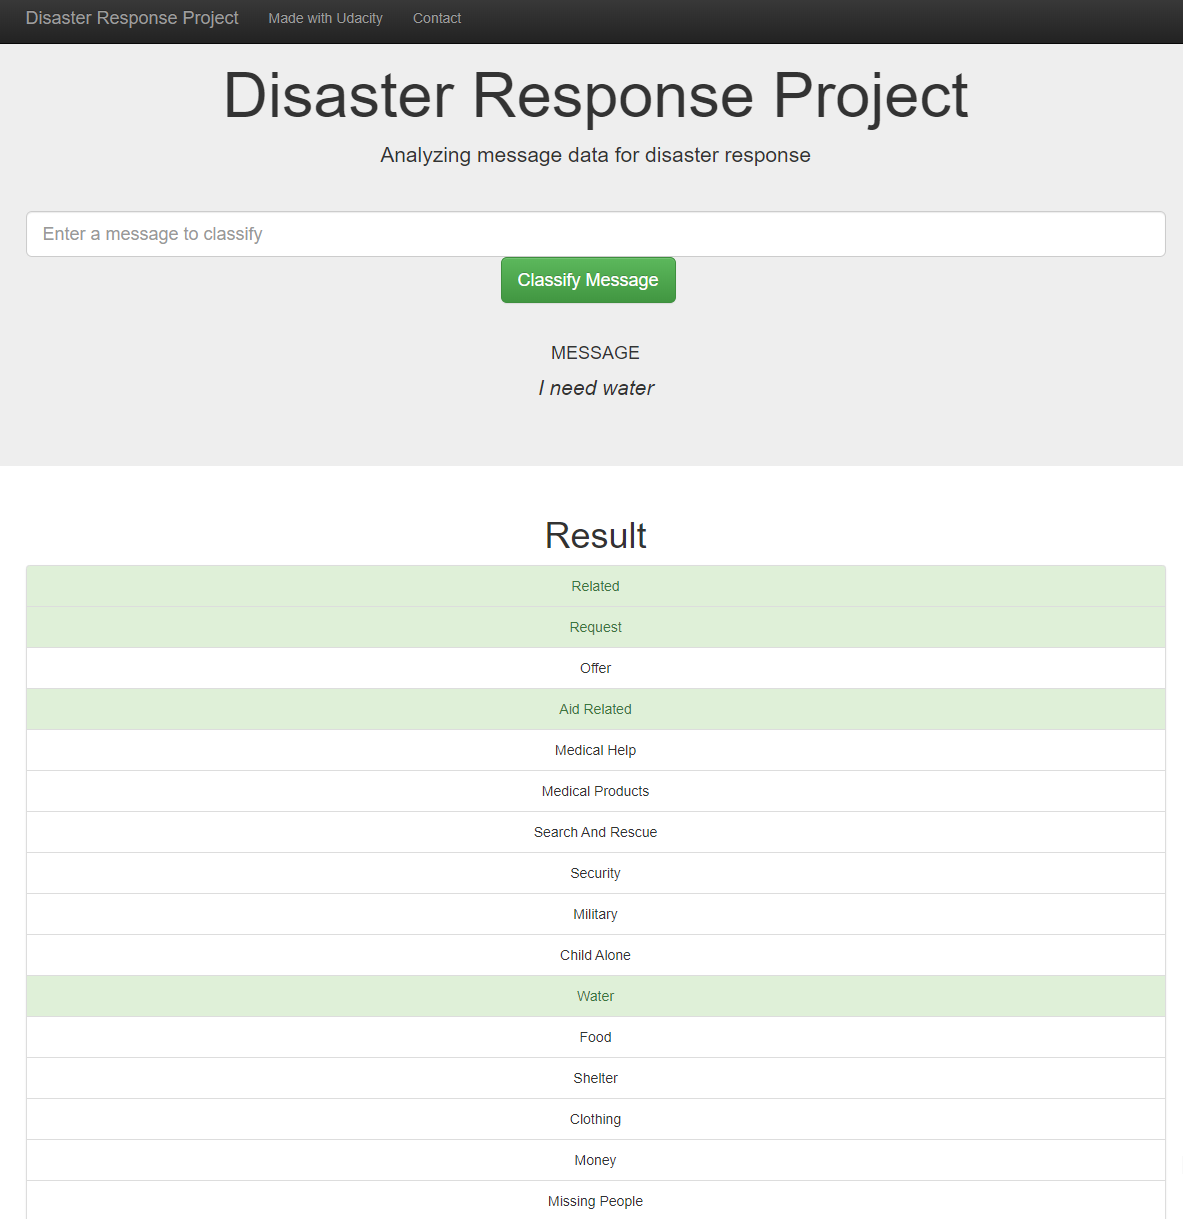 Disaster Response Project Made with Udacity Contact
Disaster Response Project
Analyzing message data for disaster response
Enter a message to classify
Classify Message
MESSAGE
I need water
Result
Related
Request
Offer
Aid Related
Medical Help
Medical Products
Search And Rescue
Security
Military
Child Alone
Water
Food
Shelter
Clothing
Money
Missing People